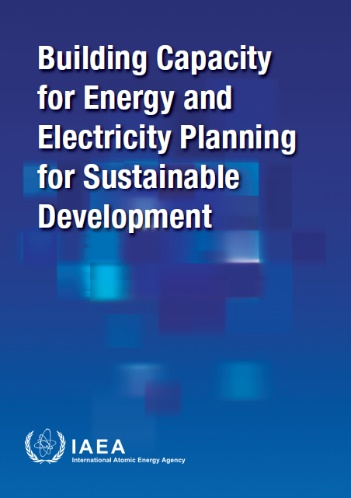 Building Capacity
for Energy and
Electricity Planning
for Sustainable
Development
IAEA
International Atomic Energy Agency